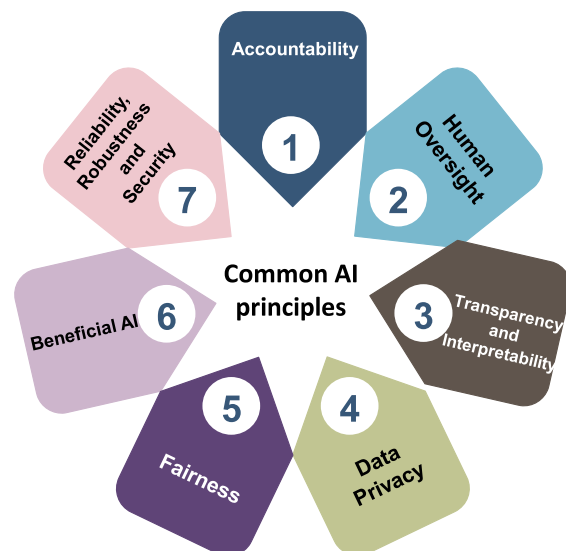 Accountability
1
Human
Oversight
2
Transparency
and
Interpretability
3
Data
Privacy
4
Fairness
5
Beneficial AI
6
Reliability,
Robustness
and
Security
7
Common AI
principles